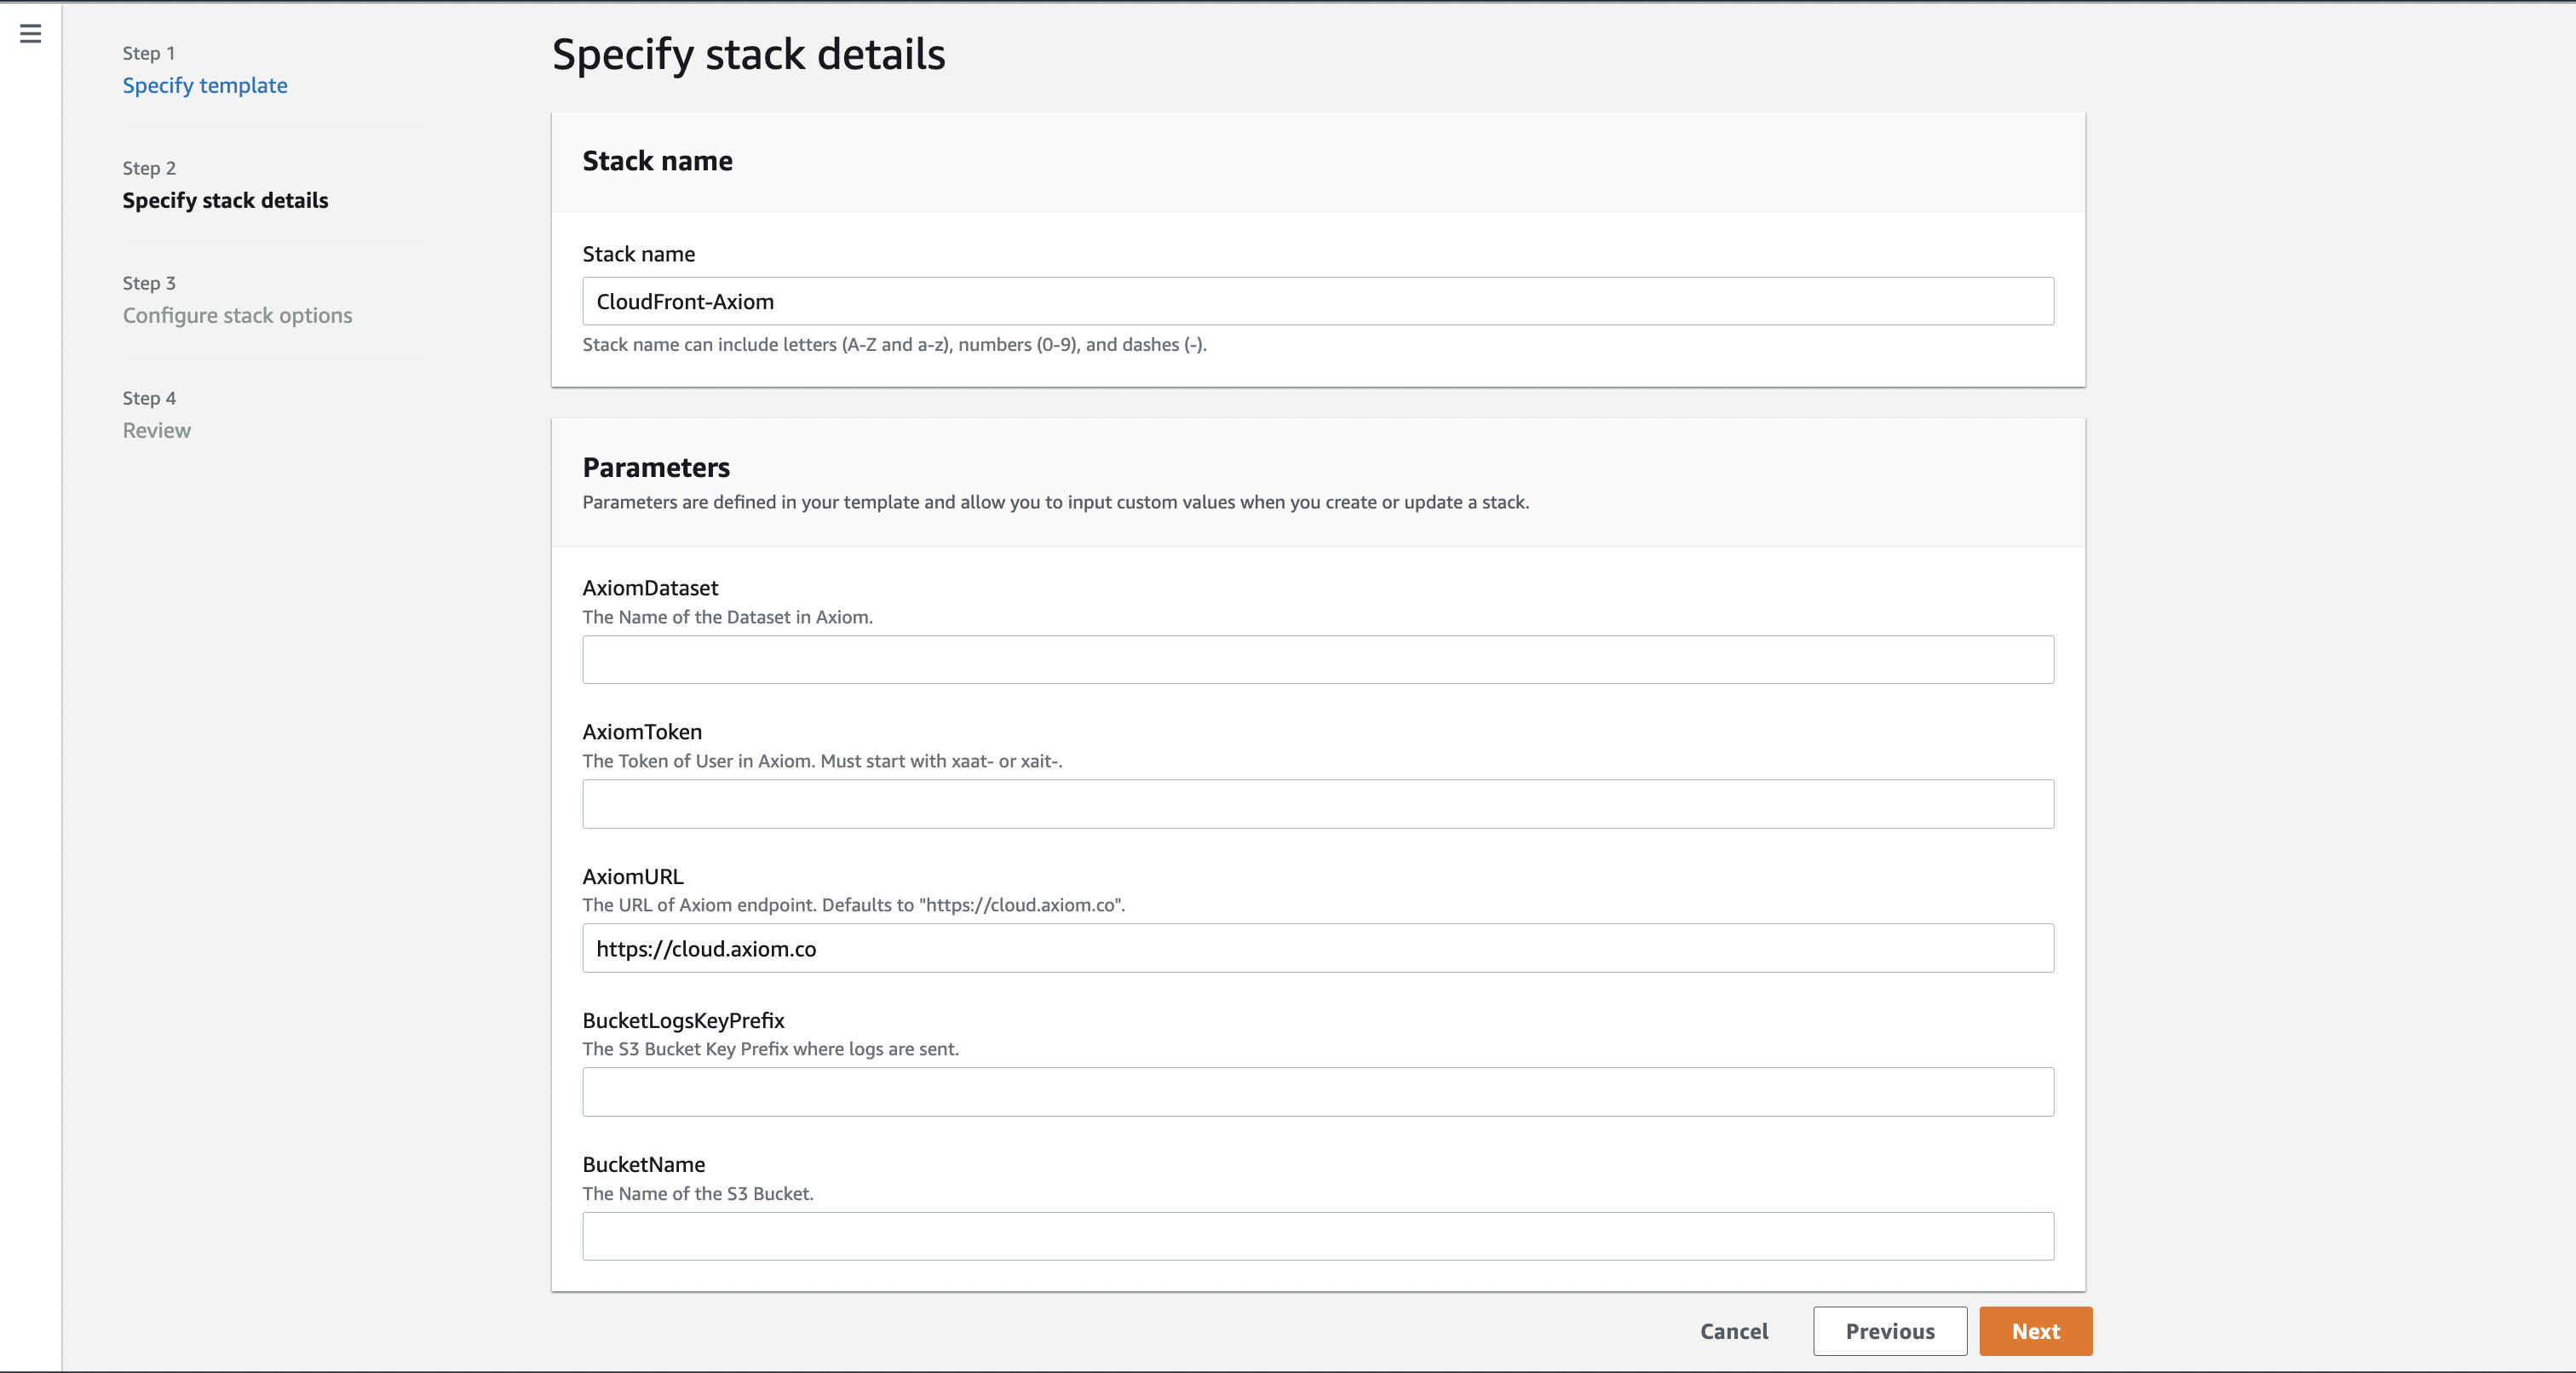 Step 1
Specify template
Step 2
Specify stack details
Step 3
Configure stack options
Step 4
Review
Specify stack details
Stack name
Stack name
CloudFront-Axiom
Stack name can include letters (A-Z and a-z), numbers (0-9), and dashes (-).
Parameters
Parameters are defined in your template and allow you to input custom values when you create or update a stack.
AxiomDataset
The Name of the Dataset in Axiom.
AxiomToken
The Token of User in Axiom. Must start with xaat- or xait-.
AxiomURL
The URL of Axiom endpoint. Defaults to "https://cloud.axiom.co".
https://cloud.axiom.co
BucketLogsKeyPrefix
The S3 Bucket Key Prefix where logs are sent.
BucketName
The Name of the S3 Bucket.
Cancel
Previous
Next